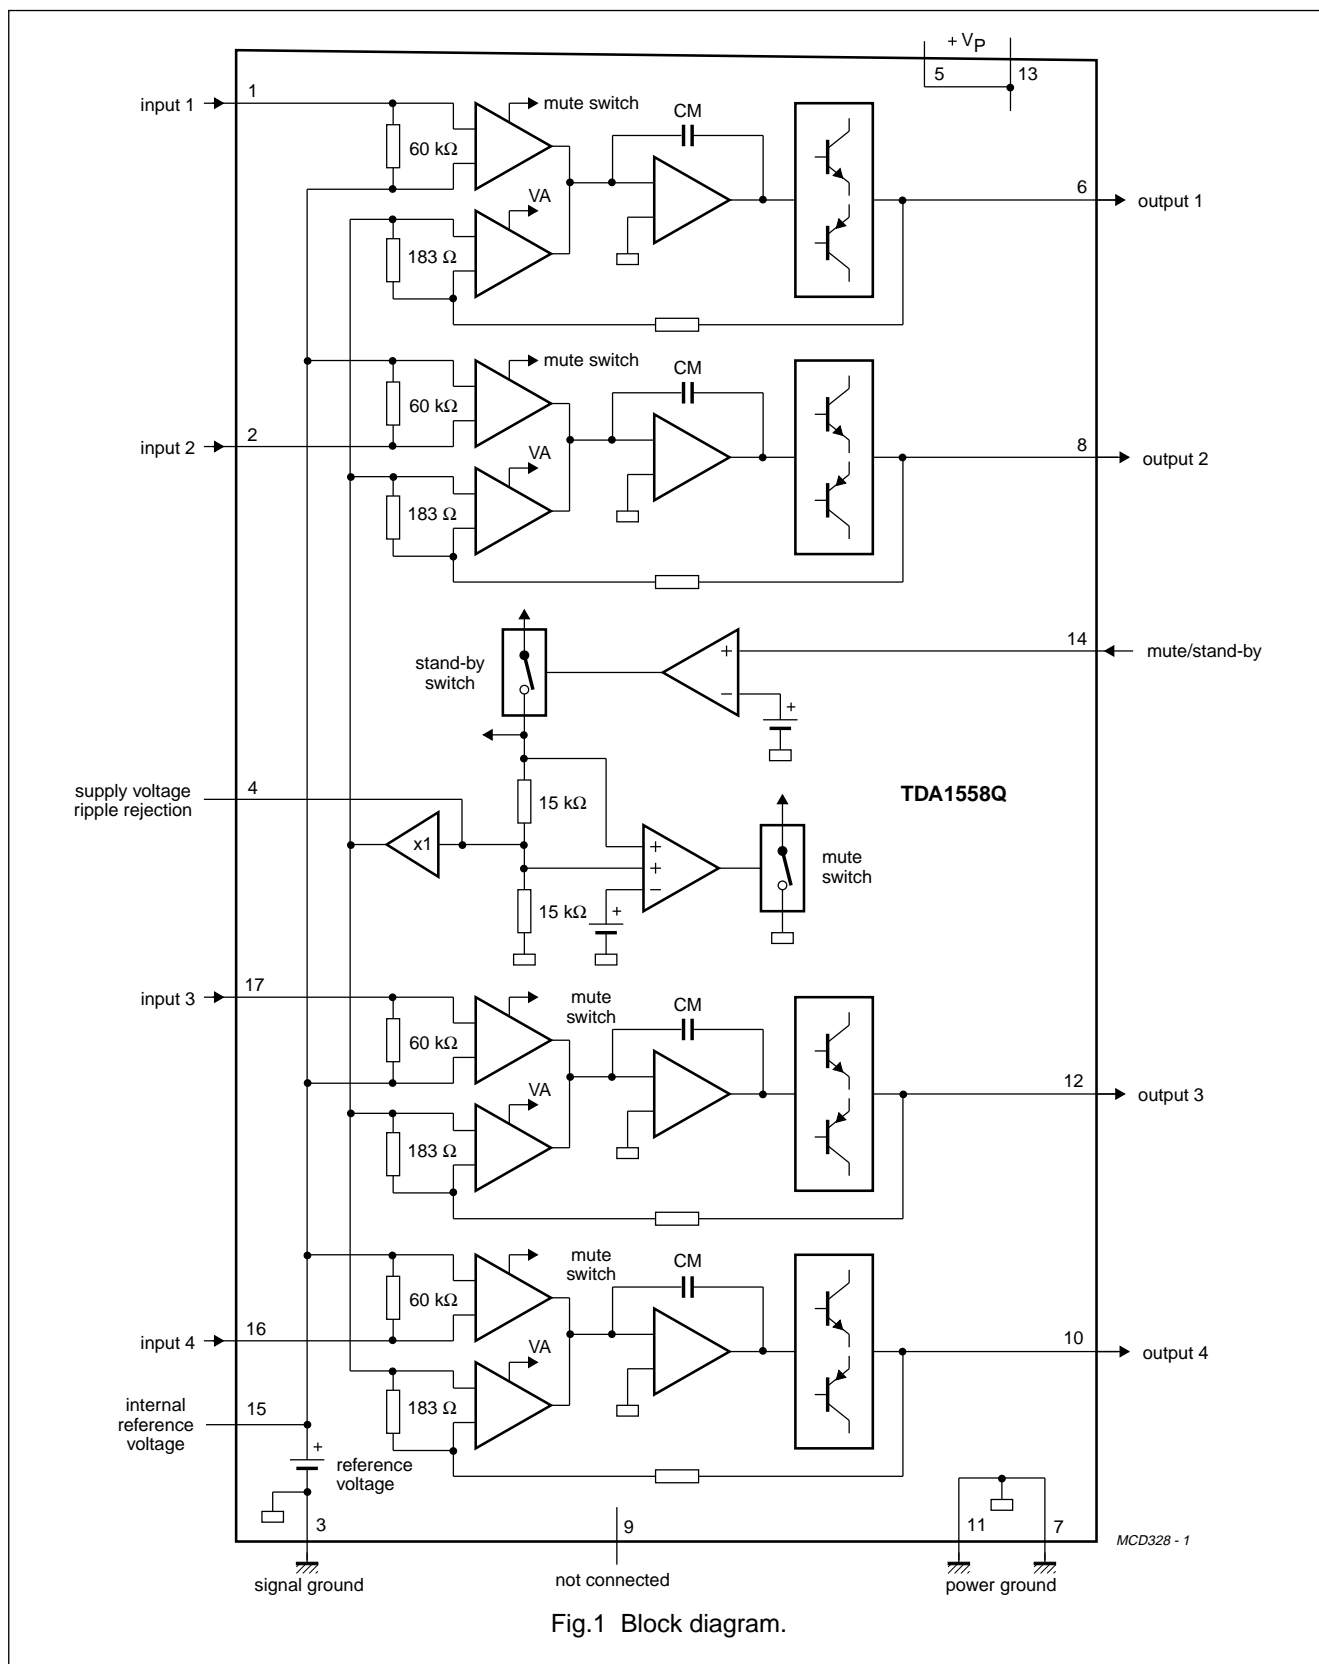 + VP
5
13
input 1
1
mute switch
CM
60 kΩ
6
output 1
VA
183 Ω
mute switch
CM
60 kΩ
input 2
2
8
output 2
VA
183 Ω
14
mute/stand-by
stand-by
switch
+
−
+
supply voltage
ripple rejection
4
15 kΩ
TDA1558Q
x1
+
+
−
mute
switch
15 kΩ
+
input 3
17
mute
switch
CM
60 kΩ
12
output 3
VA
183 Ω
mute
switch
CM
60 kΩ
input 4
16
10
output 4
VA
183 Ω
internal
reference
voltage
15
+
reference
voltage
3
9
11
7
MCD328 - 1
signal ground
not connected
power ground
Fig.1 Block diagram.